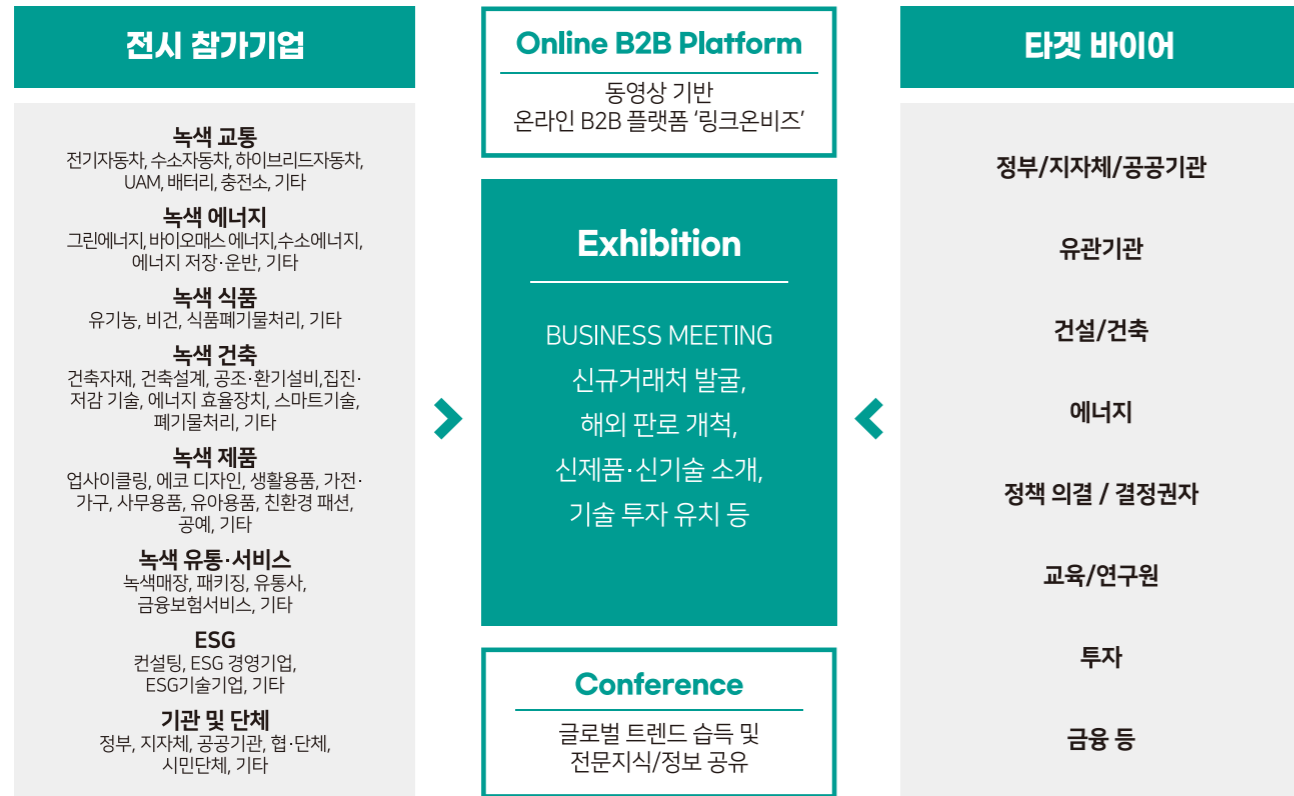 전시 참가기업
녹색 교통
전기자동차, 수소자동차, 하이브리드자동차,
UAM, 배터리, 충전소, 기타
녹색 에너지
그린에너지, 바이오매스 에너지, 수소에너지,
에너지 저장·운반, 기타
녹색 식품
유기농, 비건, 식품폐기물처리, 기타
녹색 건축
건축자재, 건축설계, 공조·환기설비,집진·
저감 기술, 에너지 효율장치, 스마트기술,
폐기물처리, 기타
녹색 제품
업사이클링, 에코 디자인, 생활용품, 가전·
가구, 사무용품, 유아용품, 친환경 패션,
공예, 기타
녹색 유통·서비스
녹색매장, 패키징, 유통사,
금융보험서비스, 기타
ESG
컨설팅, ESG 경영기업,
ESG기술기업, 기타
기관 및 단체
정부, 지자체, 공공기관, 협·단체,
시민단체, 기타
Online B2B Platform
동영상 기반
온라인 B2B 플랫폼 ‘링크온비즈’
Exhibition
BUSINESS MEETING
신규거래처 발굴,
해외 판로 개척,
신제품·신기술 소개,
기술 투자 유치 등
Conference
글로벌 트렌드 습득 및
전문지식/정보 공유
타겟 바이어
정부/지자체/공공기관
유관기관
건설/건축
에너지
정책 의결 / 결정권자
교육/연구원
투자
금융 등